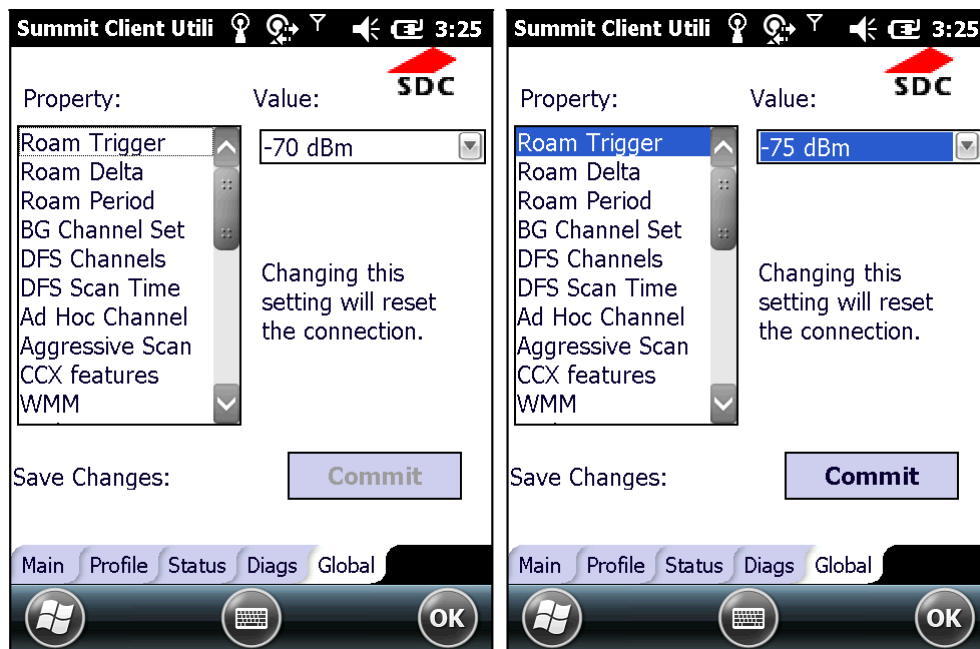 Summit Client Utili 3:25
SDC
Property: Value:
Roam Trigger -70 dBm
Roam Delta
Roam Period
BG Channel Set
DFS Channels
DFS Scan Time
Ad Hoc Channel
Aggressive Scan
CCX features
WMM
Changing this
setting will reset
the connection.
Save Changes: Commit
Main Profile Status Diags Global
OK
Summit Client Utili 3:25
SDC
Property: Value:
Roam Trigger -75 dBm
Roam Delta
Roam Period
BG Channel Set
DFS Channels
DFS Scan Time
Ad Hoc Channel
Aggressive Scan
CCX features
WMM
Changing this
setting will reset
the connection.
Save Changes: Commit
Main Profile Status Diags Global
OK